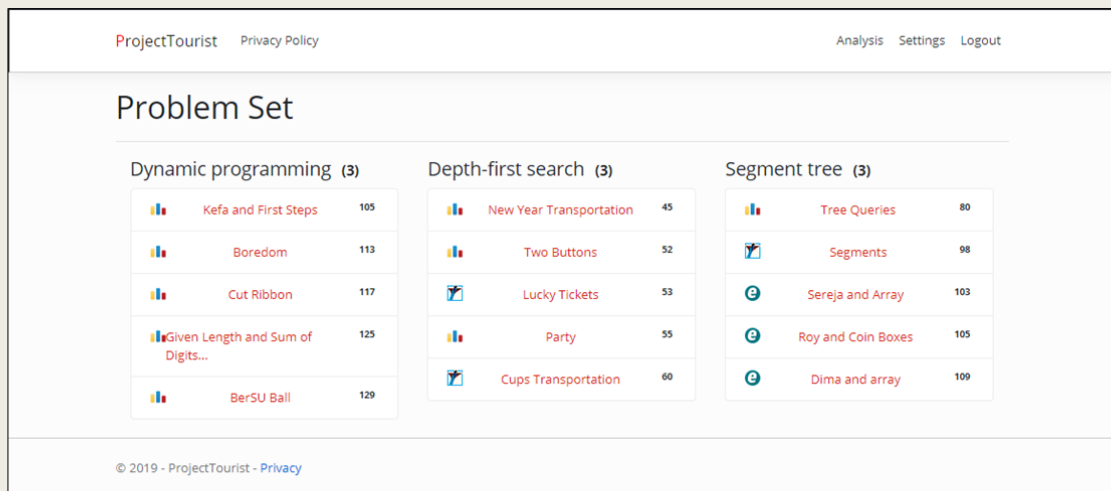 ProjectTourist Privacy Policy Analysis Settings Logout
Problem Set
Dynamic programming (3)
Kefa and First Steps 105
Boredom 113
Cut Ribbon 117
Given Length and Sum of 125
Digits...
BerSU Ball 129
Depth-first search (3)
New Year Transportation 45
Two Buttons 52
Lucky Tickets 53
Party 55
Cups Transportation 60
Segment tree (3)
Tree Queries 80
Segments 98
Sereja and Array 103
Roy and Coin Boxes 105
Dima and array 109
© 2019 - ProjectTourist - Privacy